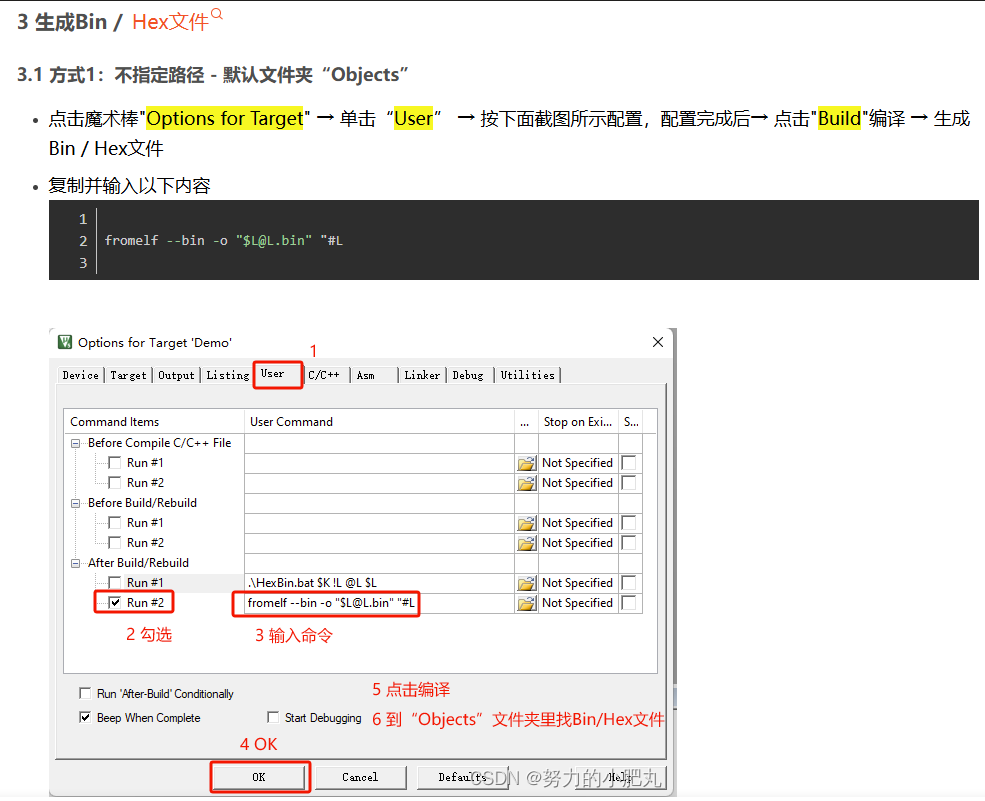 3 生成Bin / Hex文件
3.1 方式1：不指定路径 - 默认文件夹“Objects”
点击魔术棒"Options for Target" → 单击“User” → 按下面截图所示配置，配置完成后→ 点击"Build"编译 → 生成
Bin / Hex文件
复制并输入以下内容
1
2 fromelf --bin -o "$L@L.bin" "#L
3
Options for Target 'Demo'
1
Device Target Output Listing User C/C++ Asm Linker Debug Utilities
Command Items User Command ... Stop on Exi... S...
Before Compile C/C++ File
Run #1 Not Specified
Run #2 Not Specified
Before Build/Rebuild
Run #1 Not Specified
Run #2 Not Specified
After Build/Rebuild
Run #1 .\HexBin.bat $K !L @L $L Not Specified
Run #2 fromelf --bin -o "$L@L.bin" "#L Not Specified
2 勾选 3 输入命令
Run 'After-Build' Conditionally 5 点击编译
Beep When Complete Start Debugging 6 到“Objects”文件夹里找Bin/Hex文件
4 OK
OK Cancel Defaults Help
CSDN @努力的小肥丸